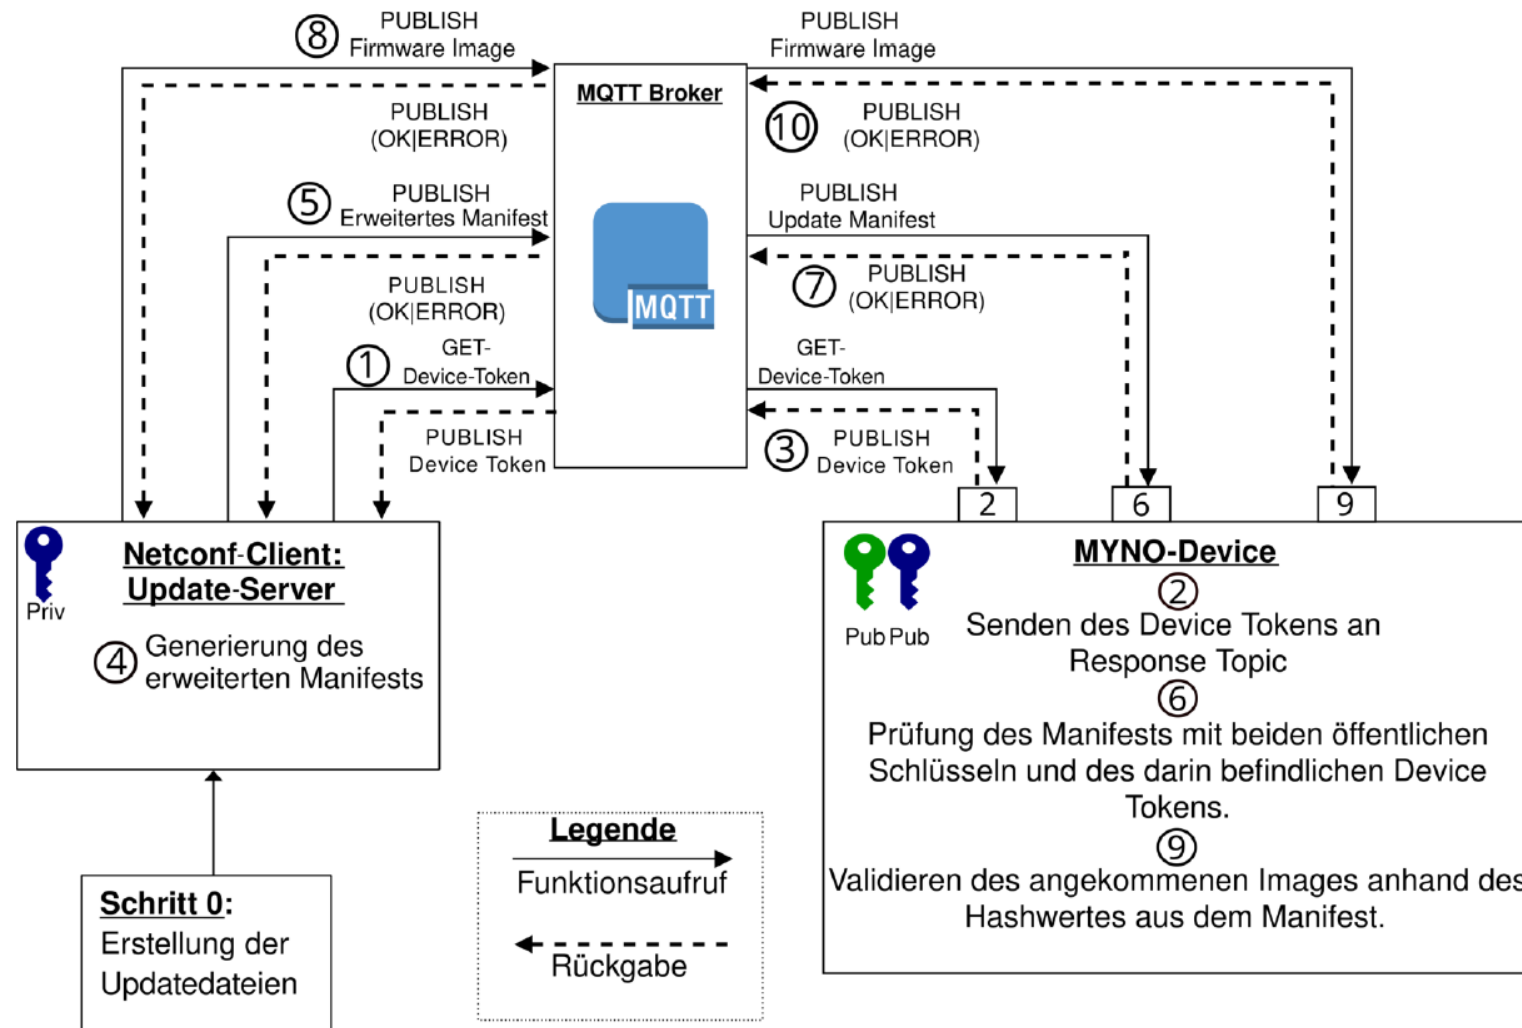 ⑧ PUBLISH
Firmware Image
PUBLISH
(OK|ERROR)
⑤ PUBLISH
Erweitertes Manifest
PUBLISH
(OK|ERROR)
① GET-
Device-Token
PUBLISH
Device Token
MQTT Broker
MQTT
PUBLISH
Firmware Image
⑩ PUBLISH
(OK|ERROR)
PUBLISH
Update Manifest
⑦ PUBLISH
(OK|ERROR)
GET-
Device-Token
③ PUBLISH
Device Token
2
6
9
Priv
Netconf-Client:
Update-Server
④ Generierung des
erweiterten Manifests
Schritt 0:
Erstellung der
Updatedateien
Legende
Funktionsaufruf
Rückgabe
Pub Pub
MYNO-Device
②
Senden des Device Tokens an
Response Topic
⑥
Prüfung des Manifests mit beiden öffentlichen
Schlüsseln und des darin befindlichen Device
Tokens.
⑨
Validieren des angekommenen Images anhand des
Hashwertes aus dem Manifest.